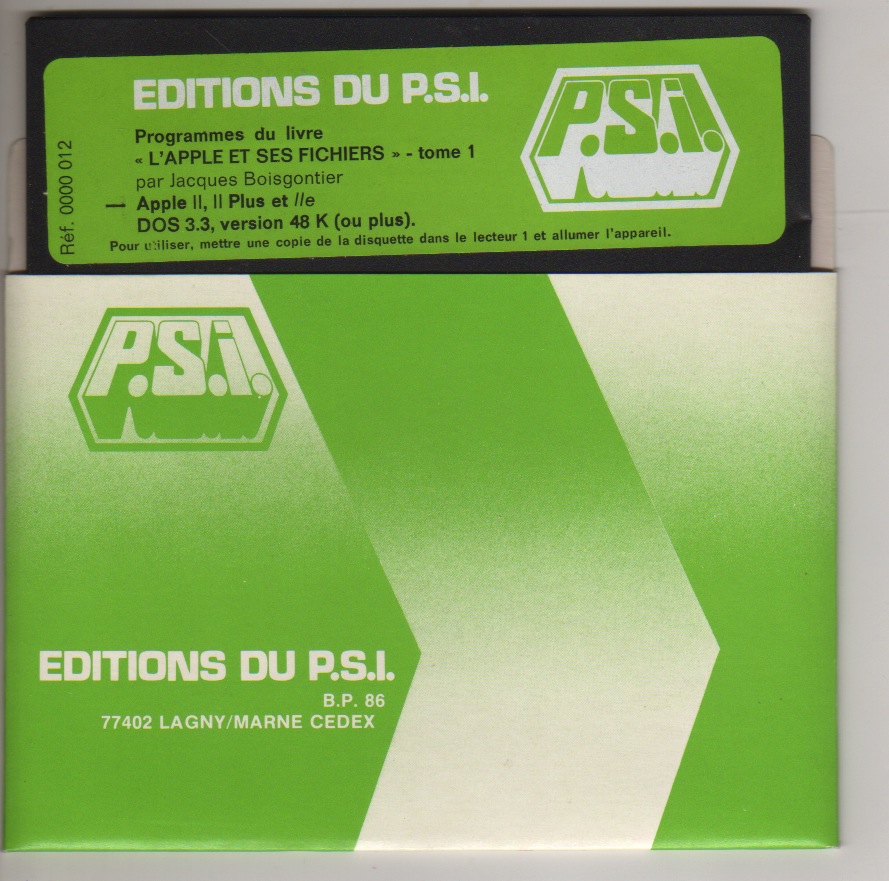 EDITIONS DU P.S.I.
P.S.i.
Programmes du livre
« L'APPLE ET SES FICHIERS » - tome 1
par Jacques Boisgontier
Apple II, II Plus et //e
DOS 3.3, version 48 K (ou plus).
Pour utiliser, mettre une copie de la disquette dans le lecteur 1 et allumer l'appareil.
Réf. 0000 012
P.S.i.
EDITIONS DU P.S.I.
B.P. 86
77402 LAGNY/MARNE CEDEX